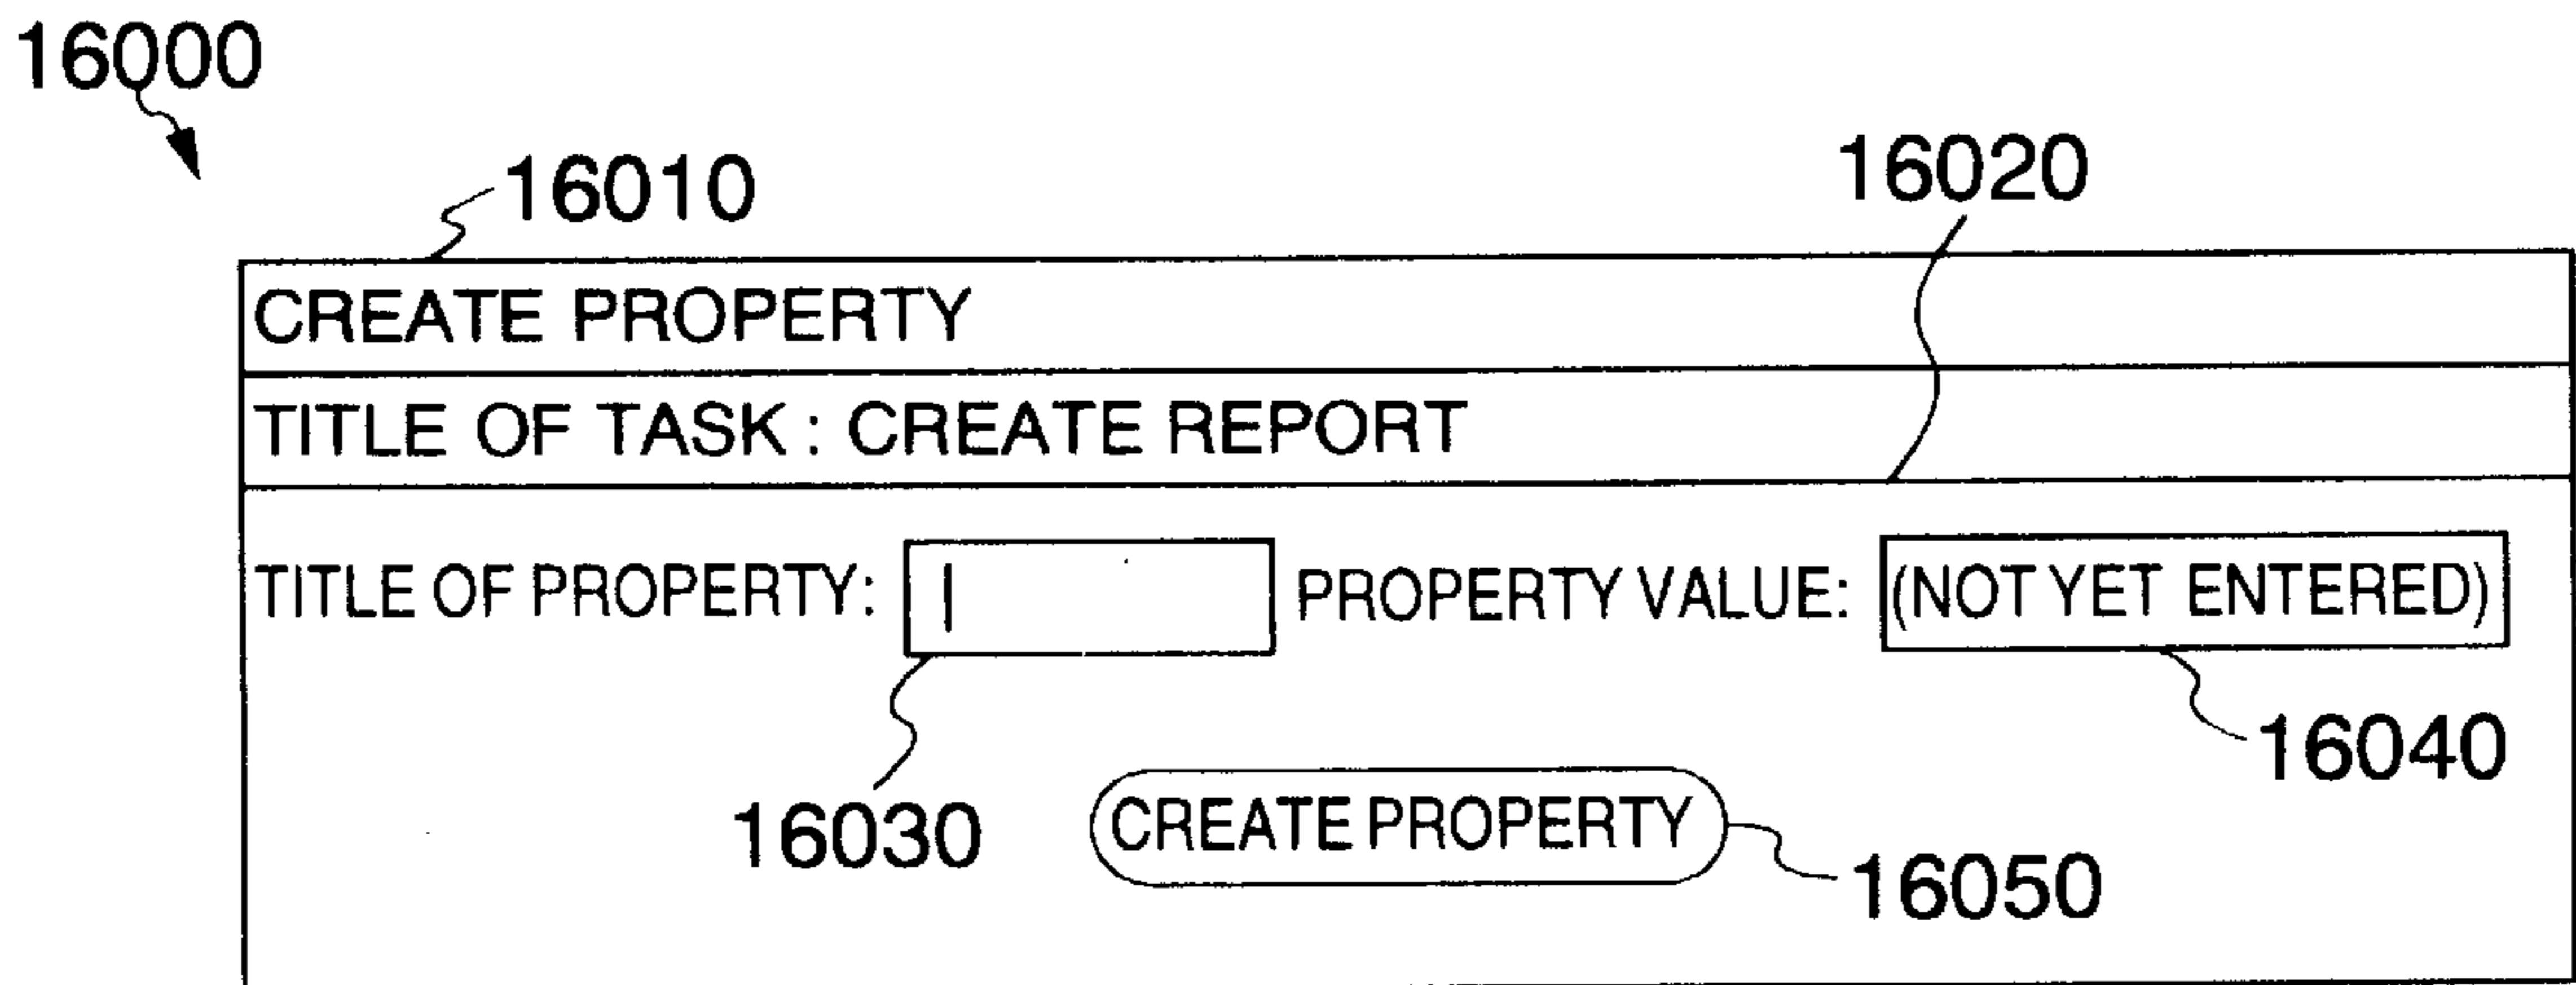 16000
16010
16020
CREATE PROPERTY
TITLE OF TASK : CREATE REPORT
TITLE OF PROPERTY: PROPERTY VALUE: (NOT YET ENTERED)
16040
16030
CREATE PROPERTY
16050